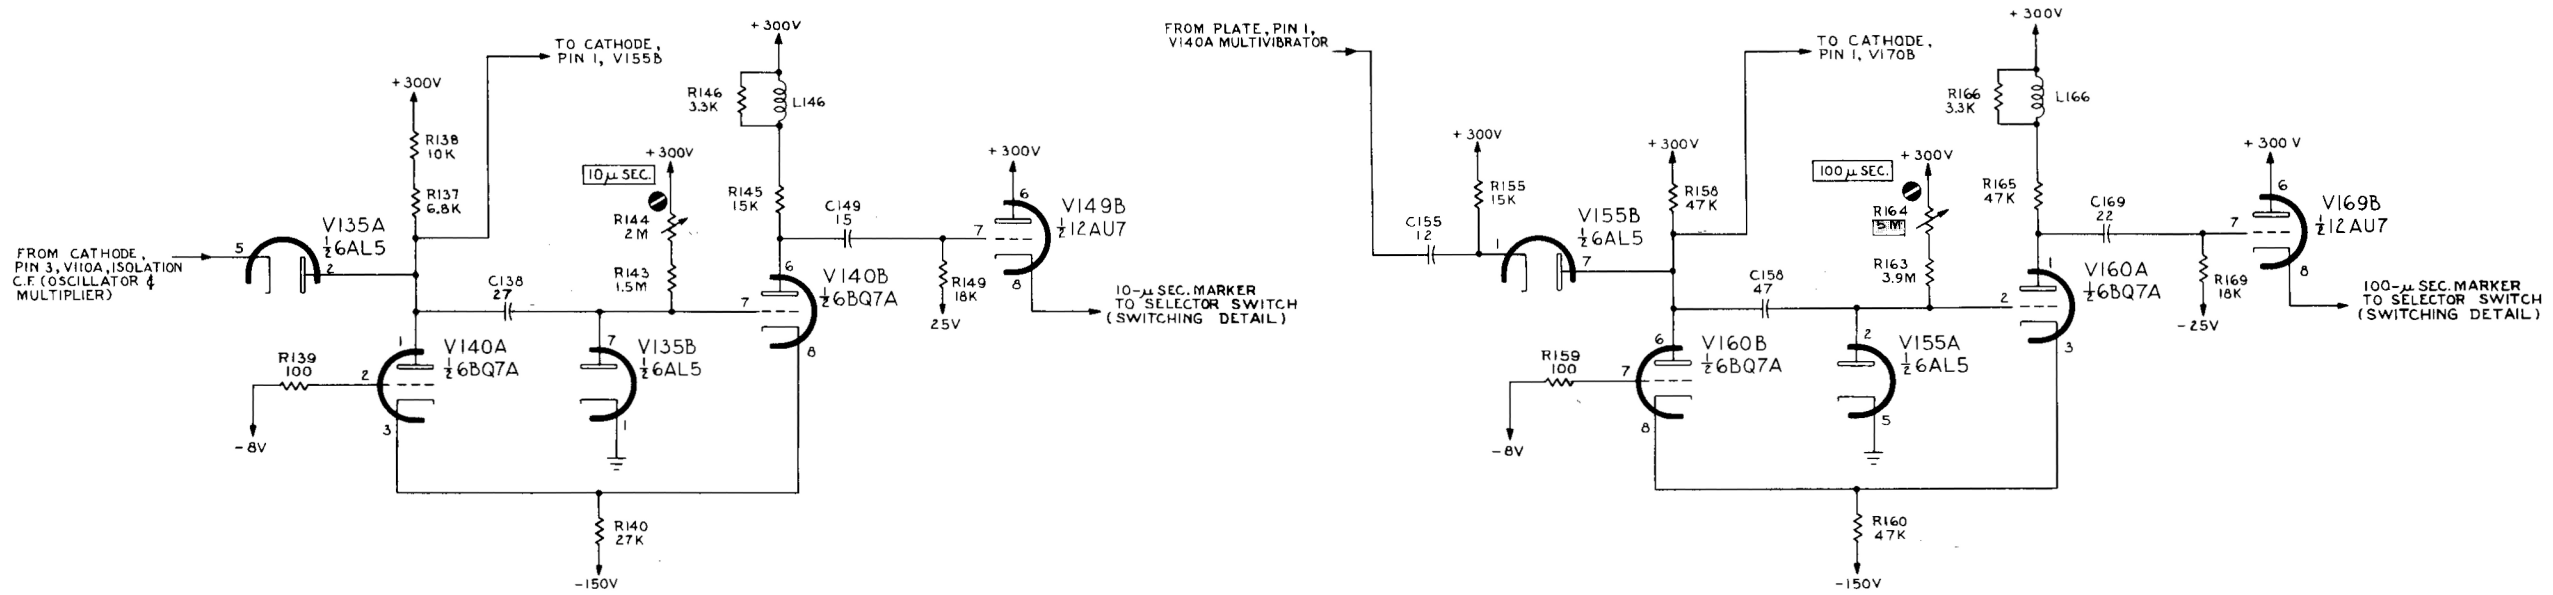 +300V
TO CATHODE,
PIN 1, V155B
+300V
R138
10K
R137
6.8K
V135A
½6AL5
5
2
FROM CATHODE,
PIN 3, V110A, ISOLATION
C.F. (OSCILLATOR &
MULTIPLIER)
R146
3.3K
L146
+300V
10µ SEC.
R144
2M
R143
1.5M
R145
15K
C149
15
+300V
6
V149B
½12AU7
7
8
R149
18K
25V
10-µ SEC. MARKER
TO SELECTOR SWITCH
(SWITCHING DETAIL)
C138
27
6
V140B
½6BQ7A
7
8
1
V140A
½6BQ7A
2
3
R139
100
-8V
7
V135B
½6AL5
1
R140
27K
-150V
FROM PLATE, PIN 1,
V140A MULTIVIBRATOR
TO CATHODE,
PIN 1, V170B
+300V
R166
3.3K
L166
+300V
R155
15K
C155
12
1
V155B
½6AL5
7
+300V
R158
47K
100µ SEC.
+300V
R164
5M
R163
3.9M
R165
47K
C169
22
+300V
6
V169B
½12AU7
7
8
R169
18K
-25V
100-µ SEC. MARKER
TO SELECTOR SWITCH
(SWITCHING DETAIL)
C158
47
1
V160A
½6BQ7A
2
3
6
V160B
½6BQ7A
7
8
R159
100
-8V
2
V155A
½6AL5
5
R160
47K
-150V